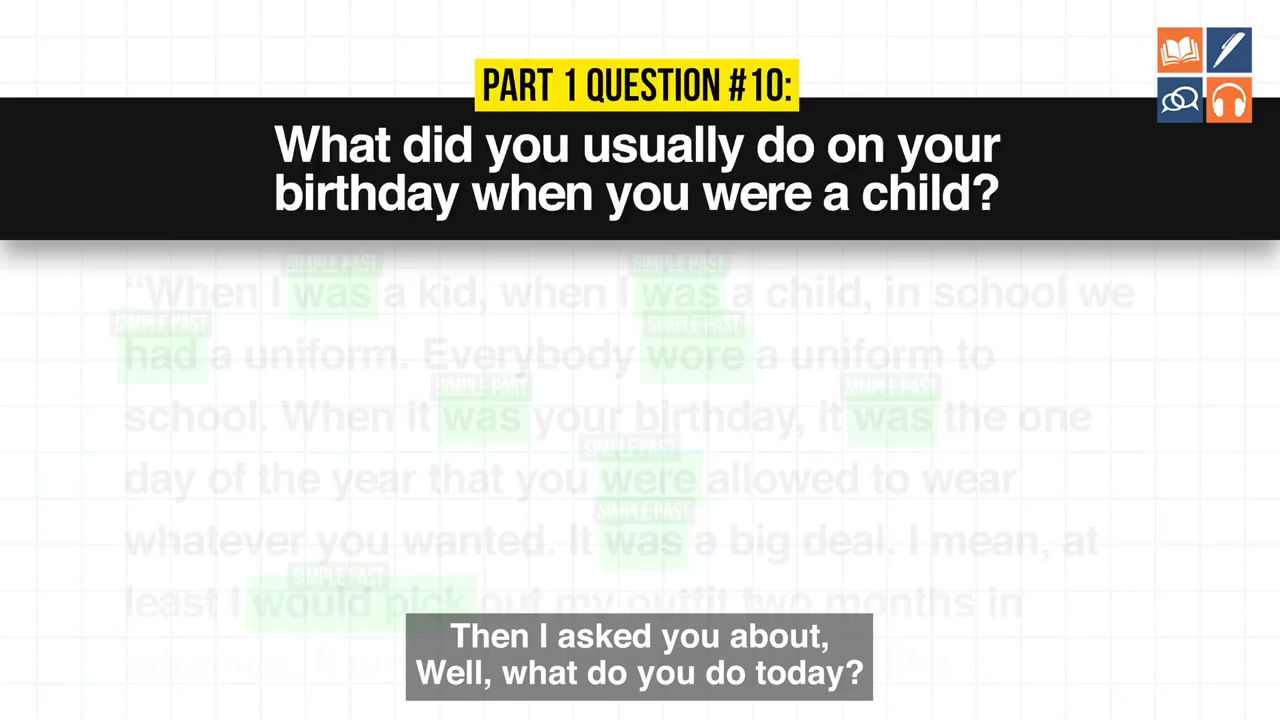 PART 1 QUESTION #10:
What did you usually do on your
birthday when you were a child?
SIMPLE PAST SIMPLE PAST
“When I was a kid, when I was a child, in school we
SIMPLE PAST SIMPLE PAST
had a uniform. Everybody wore a uniform to
SIMPLE PAST SIMPLE PAST
school. When it was your birthday, it was the one
SIMPLE PAST
day of the year that you were allowed to wear
SIMPLE PAST
whatever you wanted. It was a big deal. I mean, at
SIMPLE PAST
least I would pick out my outfit two months in
Then I asked you about,
Well, what do you do today?